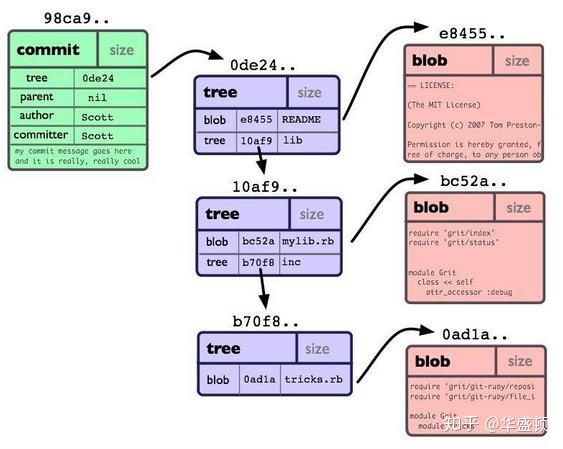 98ca9..
commit size
tree 0de24
parent nil
author Scott
committer Scott
my commit message goes here
and it is really, really cool
0de24..
tree size
blob e8455 README
tree 10af9 lib
10af9..
tree size
blob bc52a mylib.rb
tree b70f8 inc
b70f8..
tree size
blob 0ad1a tricks.rb
e8455..
blob size
== LICENSE:
(The MIT License)
Copyright (c) 2007 Tom Preston-
Permission is hereby granted, f
ree of charge, to any person ob
bc52a..
blob size
require 'grit/index'
require 'grit/status'
module Grit
class << self
attr_accessor :debug
0ad1a..
blob size
require 'grit/git-ruby/reposi
require 'grit/git-ruby/file_i
module Grit
module Tricks
知乎 @华盛顿